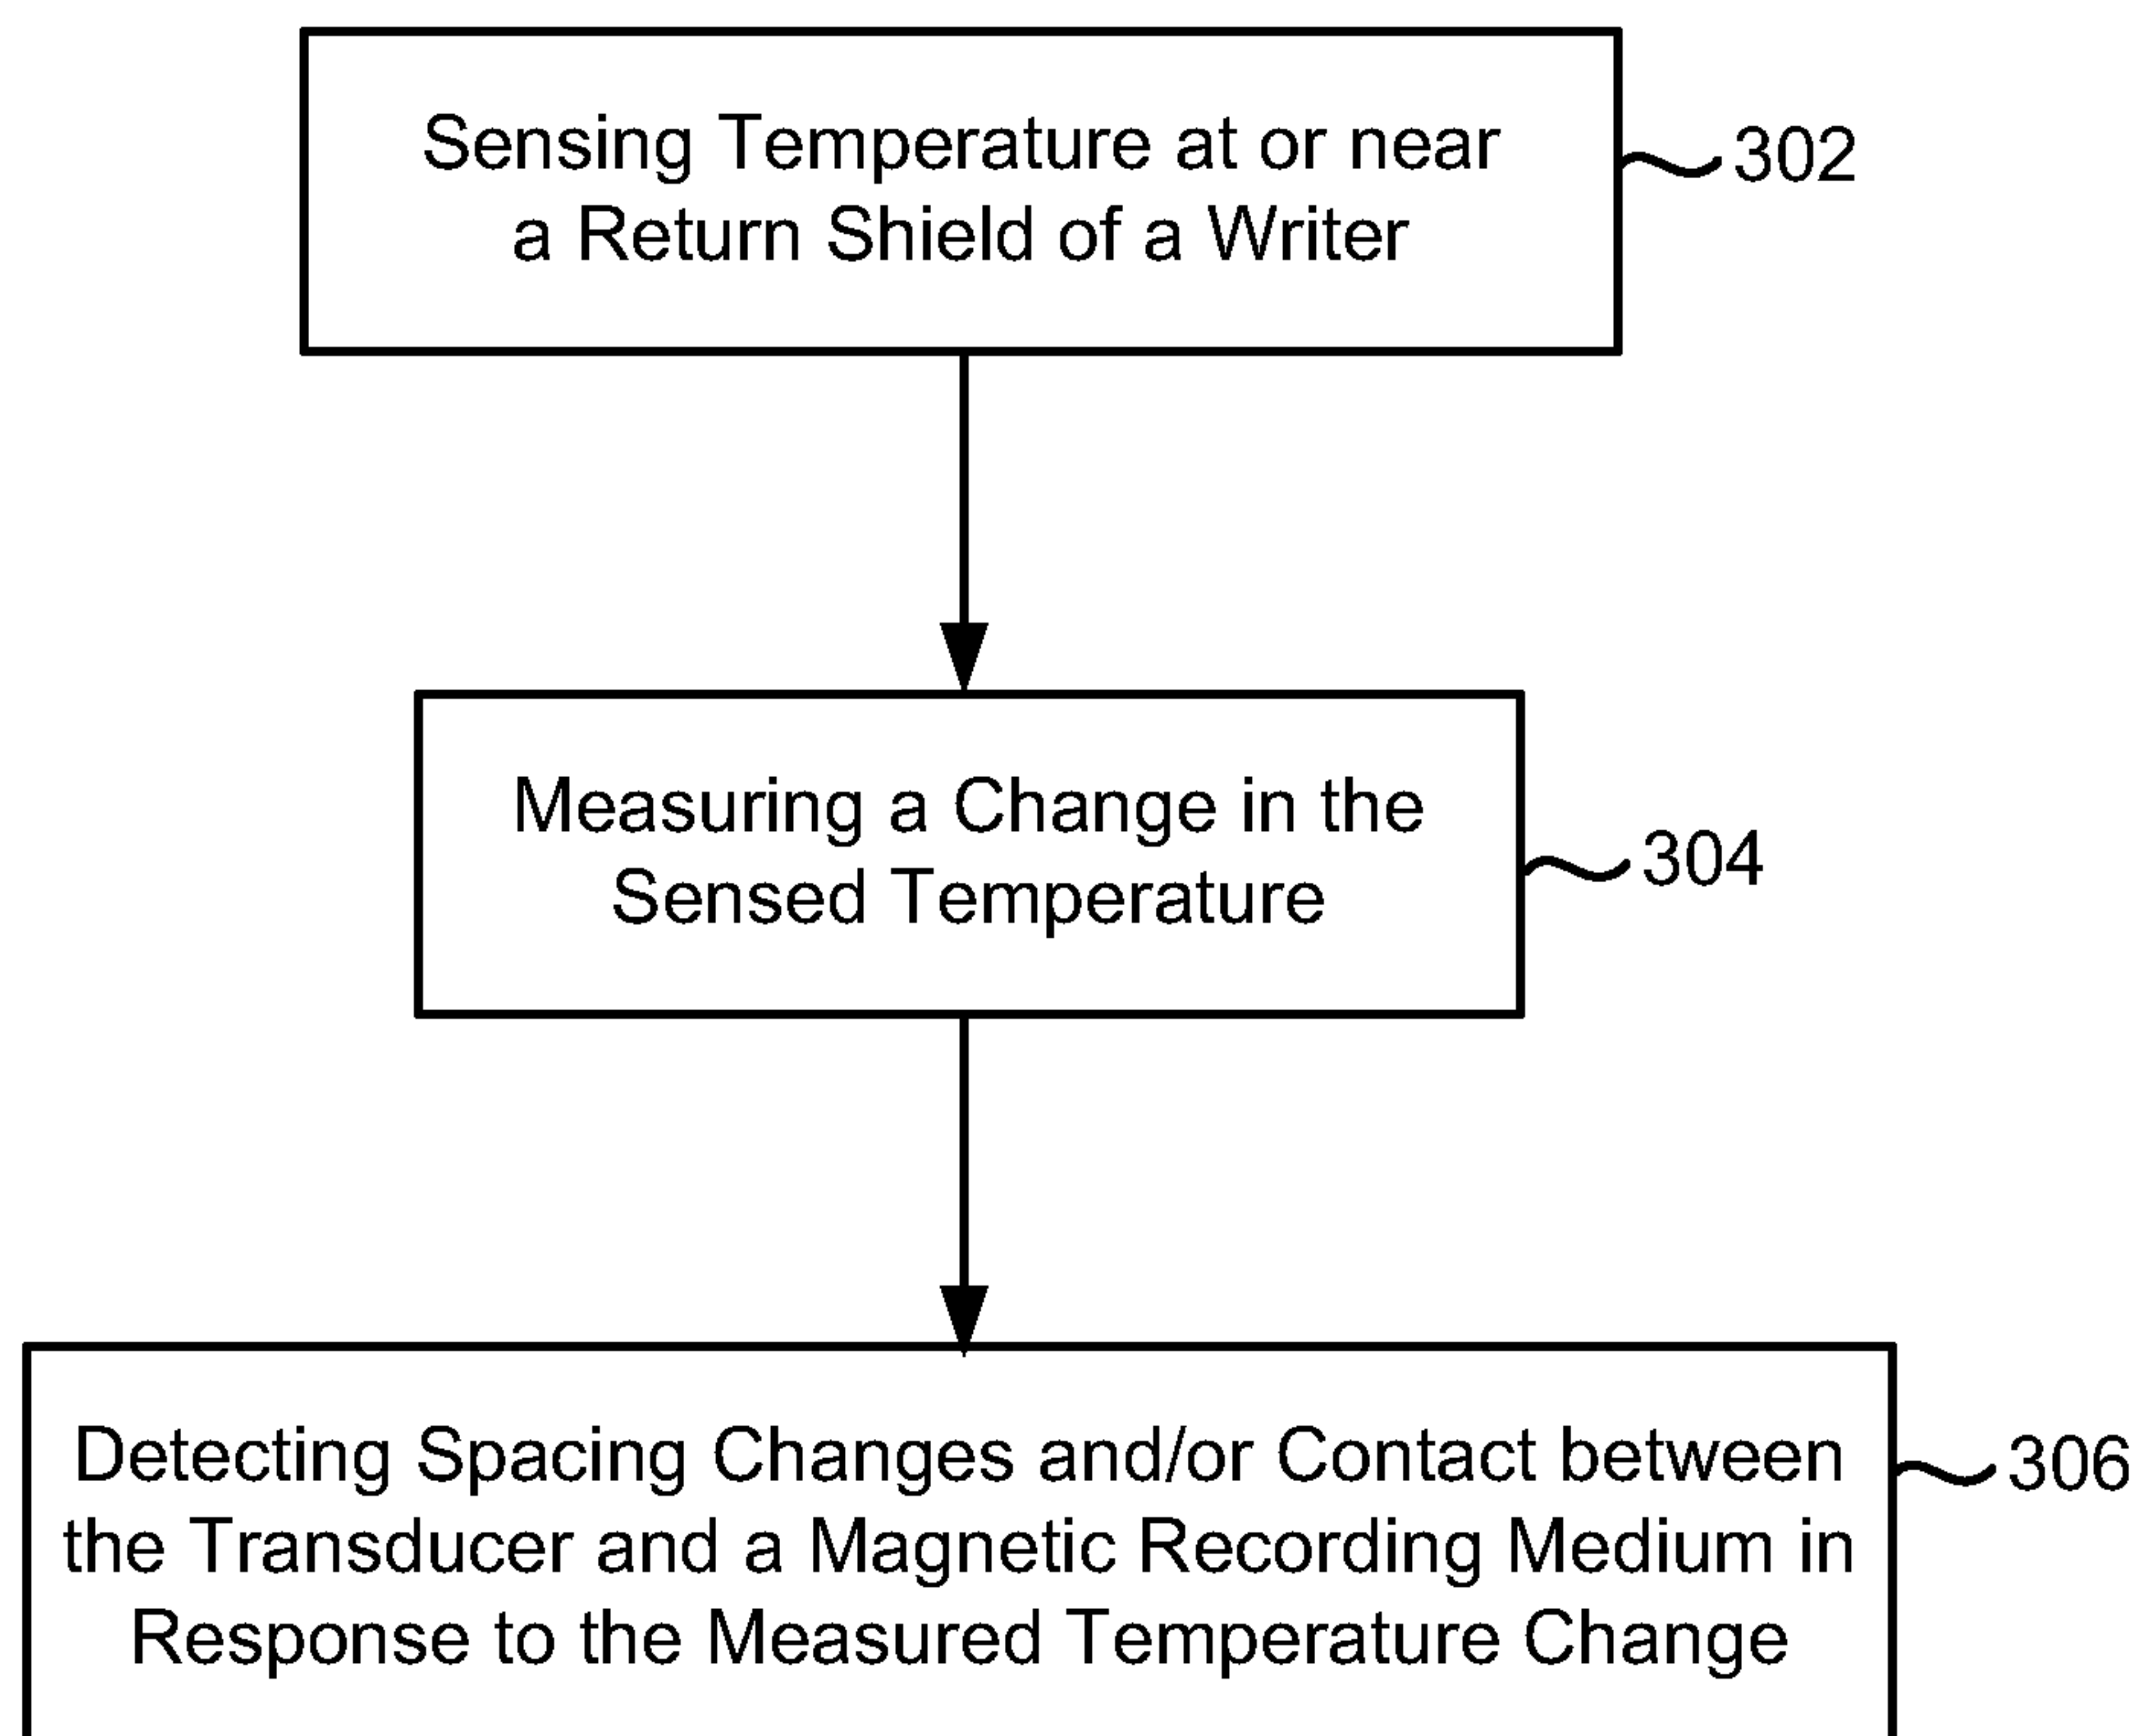 Sensing Temperature at or near
a Return Shield of a Writer
302
Measuring a Change in the
Sensed Temperature
304
Detecting Spacing Changes and/or Contact between
the Transducer and a Magnetic Recording Medium in
Response to the Measured Temperature Change
306